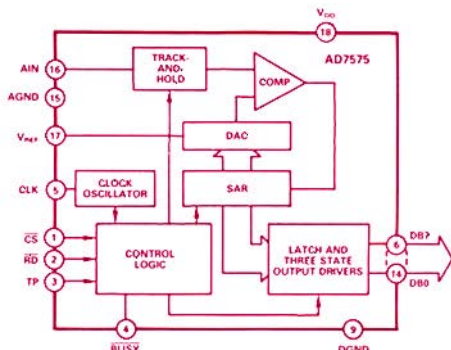 VDD
18
AD7575
TRACK-
AND-
HOLD
AIN
16
COMP
AGND
15
VREF
17
DAC
CLK
5
CLOCK
OSCILLATOR
SAR
CS
1
RD
2
TP
3
CONTROL
LOGIC
LATCH AND
THREE STATE
OUTPUT DRIVERS
6
DB7
14
DB0
4
BUSY
9
DGND